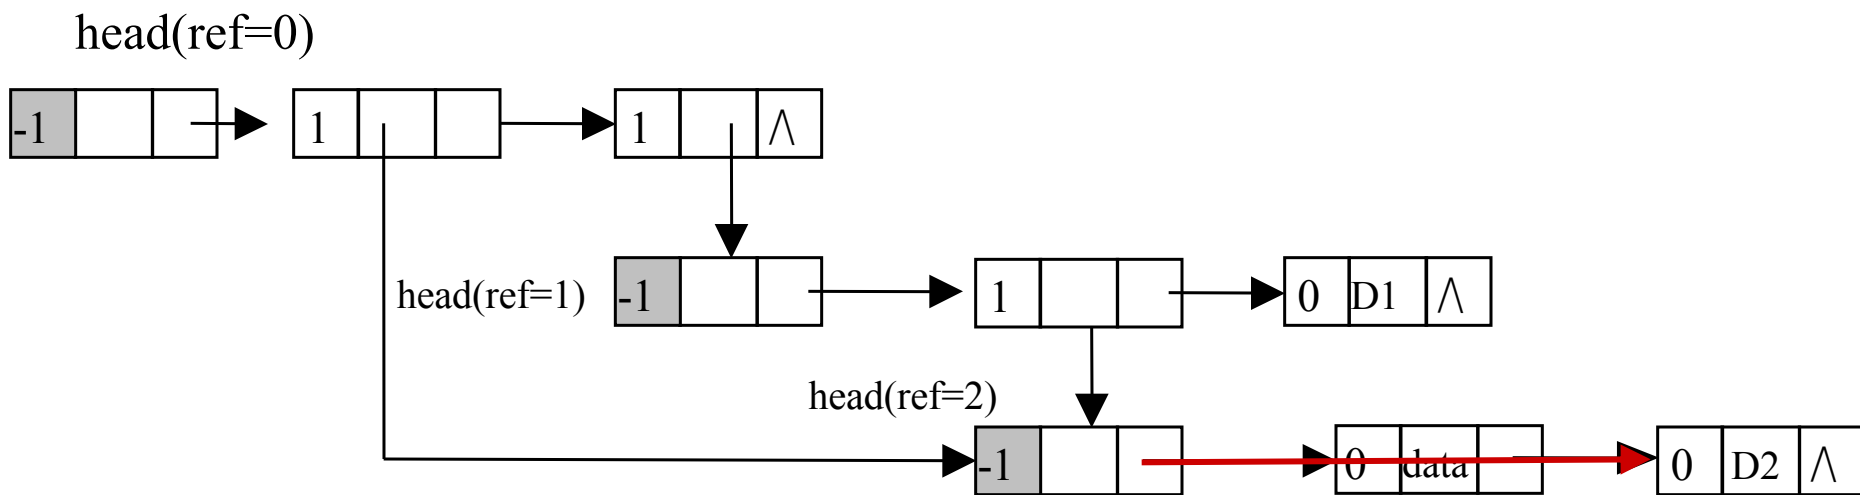 head(ref=0)
-1 1 1 /\
head(ref=1) -1 1 0 D1 /\
head(ref=2)
-1 0 data 0 D2 /\